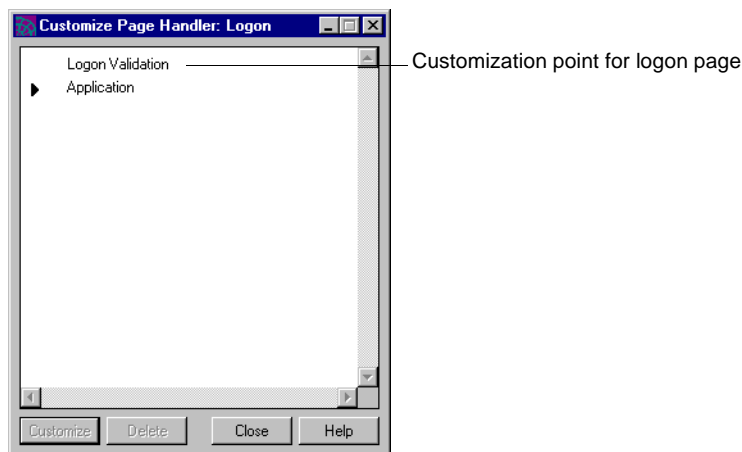 Customize Page Handler: Logon
Logon Validation
Customization point for logon page
Application
Customize
Delete
Close
Help